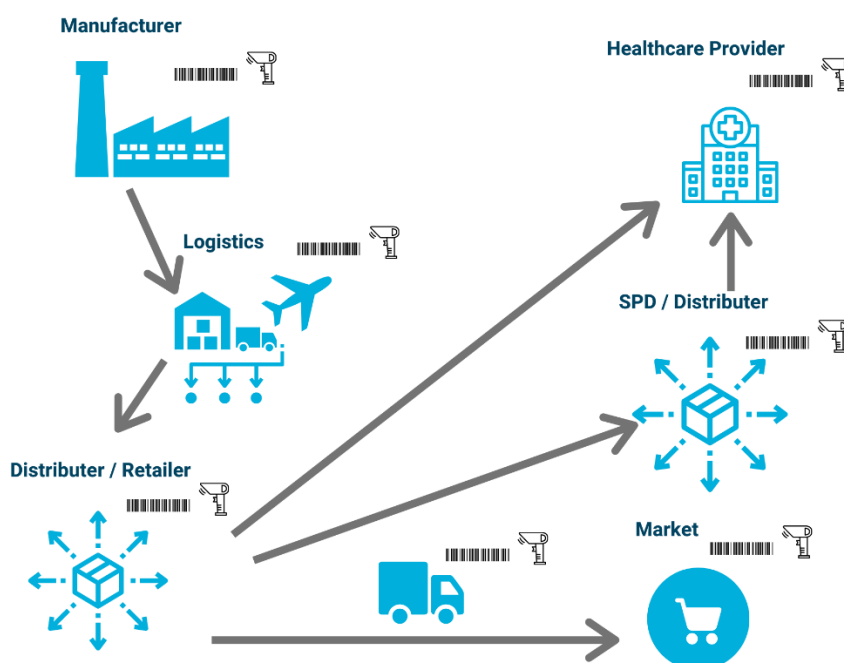 Manufacturer
Healthcare Provider
Logistics
SPD / Distributer
Distributer / Retailer
Market